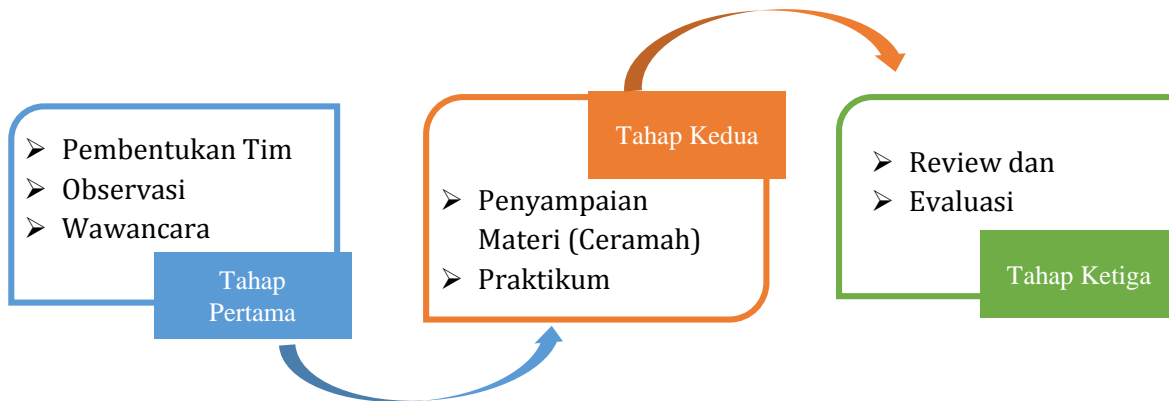 ➢ Pembentukan Tim
➢ Observasi
➢ Wawancara
Tahap
Pertama
Tahap Kedua
➢ Penyampaian
Materi (Ceramah)
➢ Praktikum
➢ Review dan
➢ Evaluasi
Tahap Ketiga